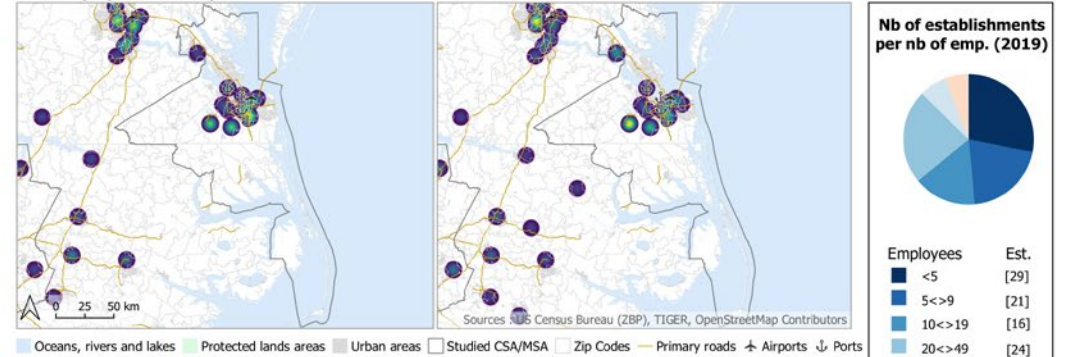 Nb of establishments
per nb of emp. (2019)
Employees Est.
<5 [29]
5<>9 [21]
10<>19 [16]
20<>49 [24]
0 25 50 km
Sources : US Census Bureau (ZBP), TIGER, OpenStreetMap Contributors
Oceans, rivers and lakes Protected lands areas Urban areas Studied CSA/MSA Zip Codes Primary roads Airports Ports